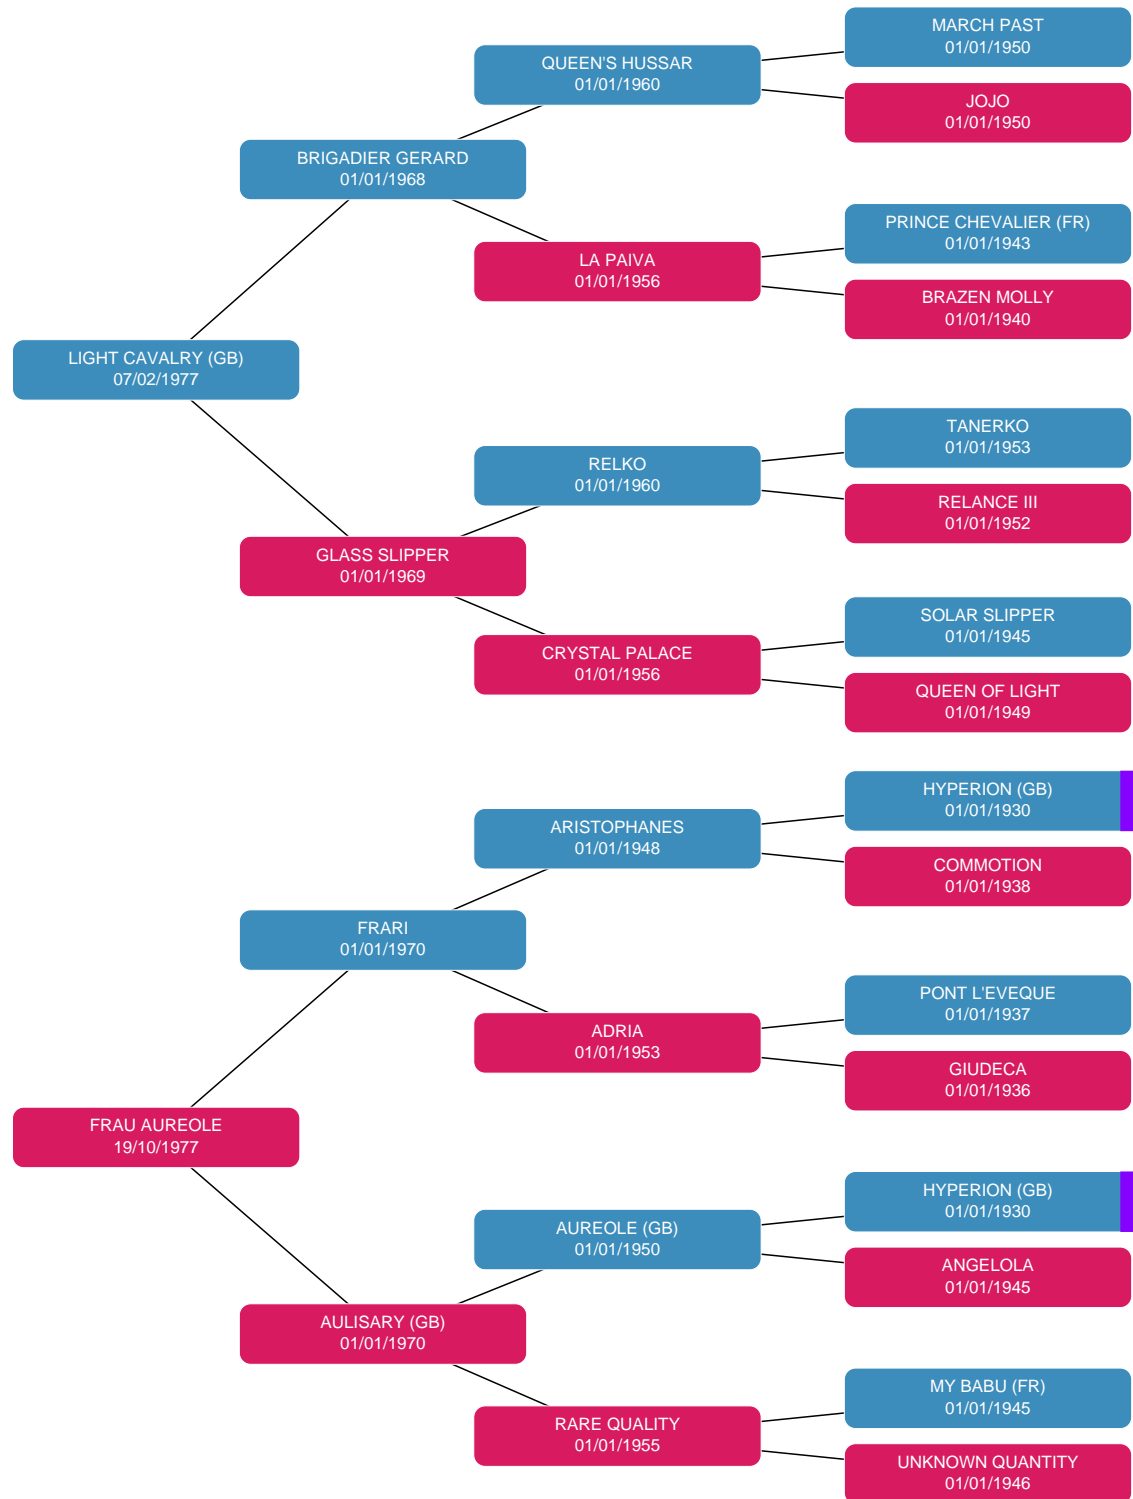 MARCH PAST
01/01/1950
QUEEN'S HUSSAR
01/01/1960
JOJO
01/01/1950
BRIGADIER GERARD
01/01/1968
PRINCE CHEVALIER (FR)
01/01/1943
LA PAIVA
01/01/1956
BRAZEN MOLLY
01/01/1940
LIGHT CAVALRY (GB)
07/02/1977
TANERKO
01/01/1953
RELKO
01/01/1960
RELANCE III
01/01/1952
GLASS SLIPPER
01/01/1969
SOLAR SLIPPER
01/01/1945
CRYSTAL PALACE
01/01/1956
QUEEN OF LIGHT
01/01/1949
HYPERION (GB)
01/01/1930
ARISTOPHANES
01/01/1948
COMMOTION
01/01/1938
FRARI
01/01/1970
PONT L'EVEQUE
01/01/1937
ADRIA
01/01/1953
GIUDECA
01/01/1936
FRAU AUREOLE
19/10/1977
HYPERION (GB)
01/01/1930
AUREOLE (GB)
01/01/1950
ANGELOLA
01/01/1945
AULISARY (GB)
01/01/1970
MY BABU (FR)
01/01/1945
RARE QUALITY
01/01/1955
UNKNOWN QUANTITY
01/01/1946